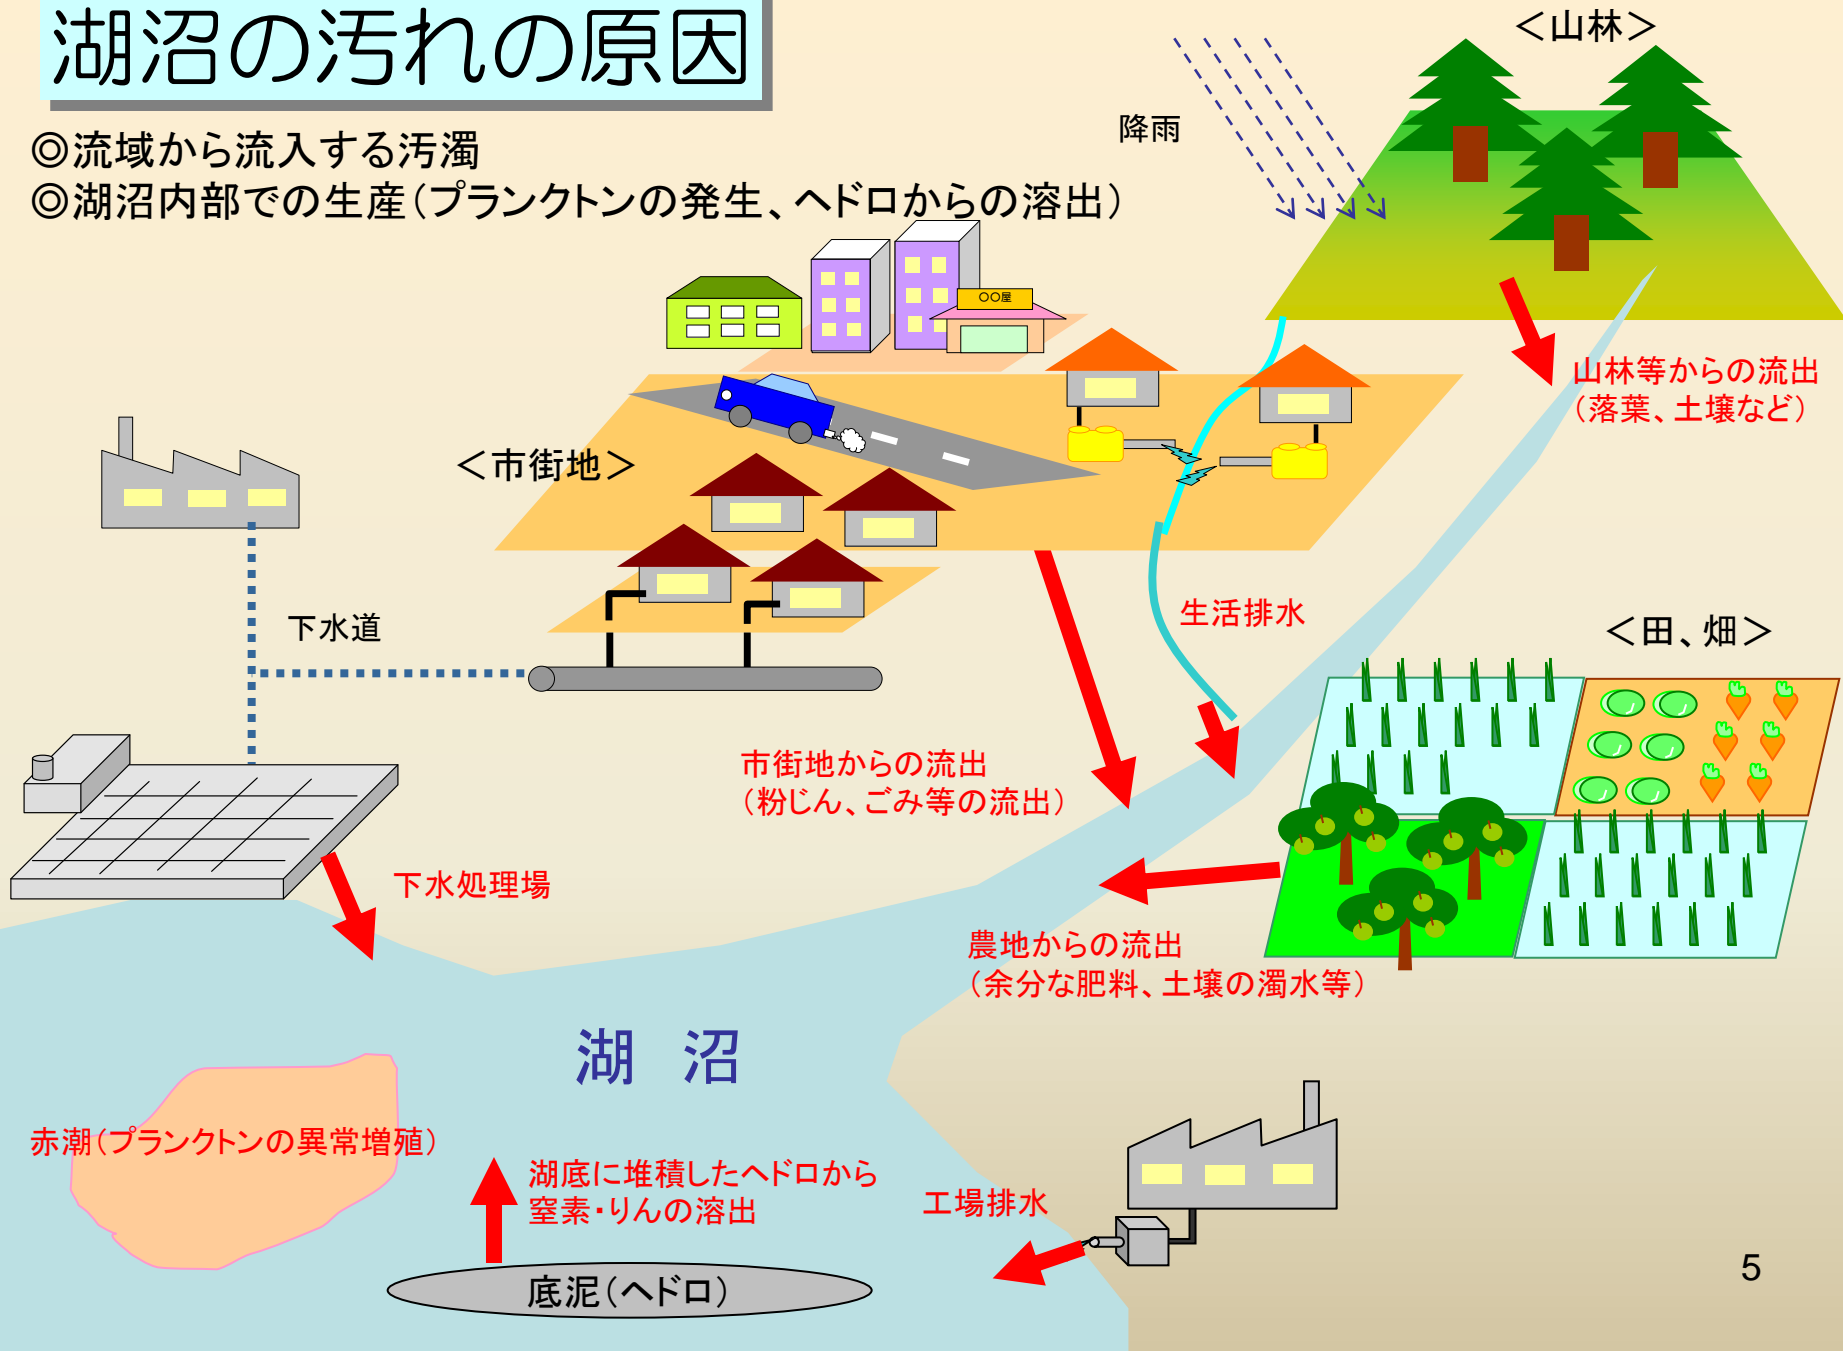 湖沼の汚れの原因
◎流域から流入する汚濁
◎湖沼内部での生産（プランクトンの発生、ヘドロからの溶出）
＜山林＞
降雨
〇〇屋
山林等からの流出
（落葉、土壌など）
＜市街地＞
下水道
生活排水
＜田、畑＞
市街地からの流出
（粉じん、ごみ等の流出）
下水処理場
農地からの流出
（余分な肥料、土壌の濁水等）
湖　沼
赤潮（プランクトンの異常増殖）
湖底に堆積したヘドロから
窒素・りんの溶出
工場排水
底泥（ヘドロ）
5